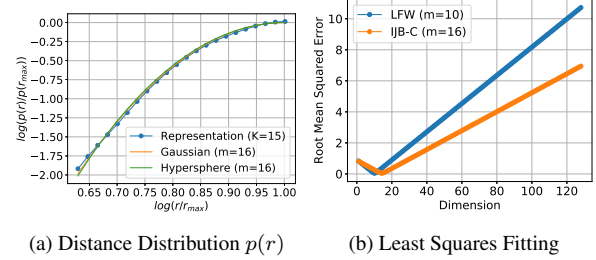 0.00
−0.25
−0.50
−0.75
−1.00
−1.25
−1.50
−1.75
−2.00
log(p(r)/p(r_max))
Representation (K=15)
Gaussian (m=16)
Hypersphere (m=16)
0.65 0.70 0.75 0.80 0.85 0.90 0.95 1.00
log(r/r_max)
(a) Distance Distribution p(r)
10
8
6
4
2
0
Root Mean Squared Error
LFW (m=10)
IJB-C (m=16)
0 20 40 60 80 100 120
Dimension
(b) Least Squares Fitting